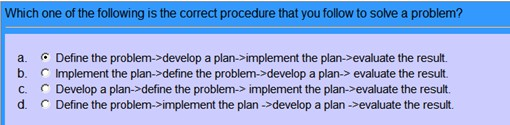 Which one of the following is the correct procedure that you follow to solve a problem?
a. Define the problem->develop a plan->implement the plan->evaluate the result.
b. Implement the plan->define the problem->develop a plan-> evaluate the result.
c. Develop a plan->define the problem-> implement the plan->evaluate the result.
d. Define the problem->implement the plan ->develop a plan ->evaluate the result.